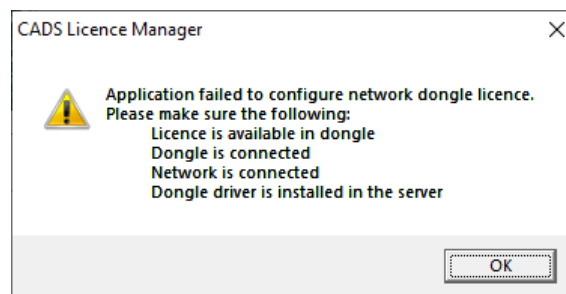 CADS Licence Manager
Application failed to configure network dongle licence.
Please make sure the following:
Licence is available in dongle
Dongle is connected
Network is connected
Dongle driver is installed in the server
OK